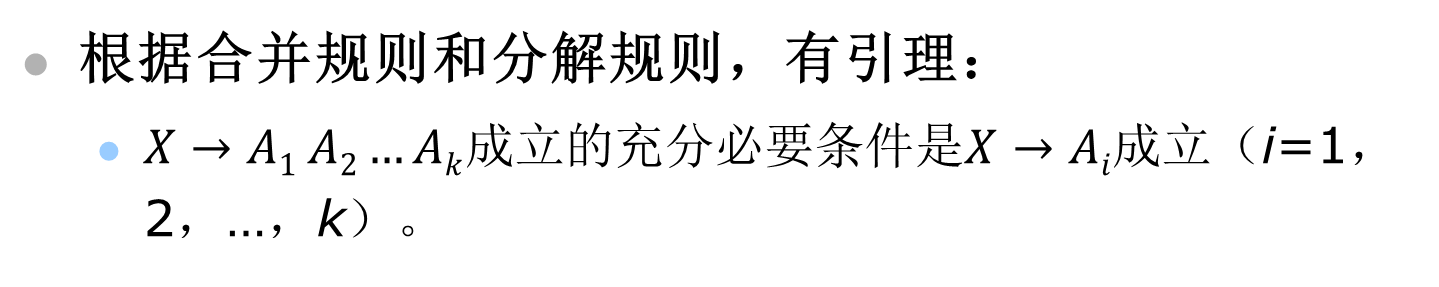 根据合并规则和分解规则，有引理：
X → A₁ A₂ … Aₖ成立的充分必要条件是X → Aᵢ成立（i=1，
2，…，k）。